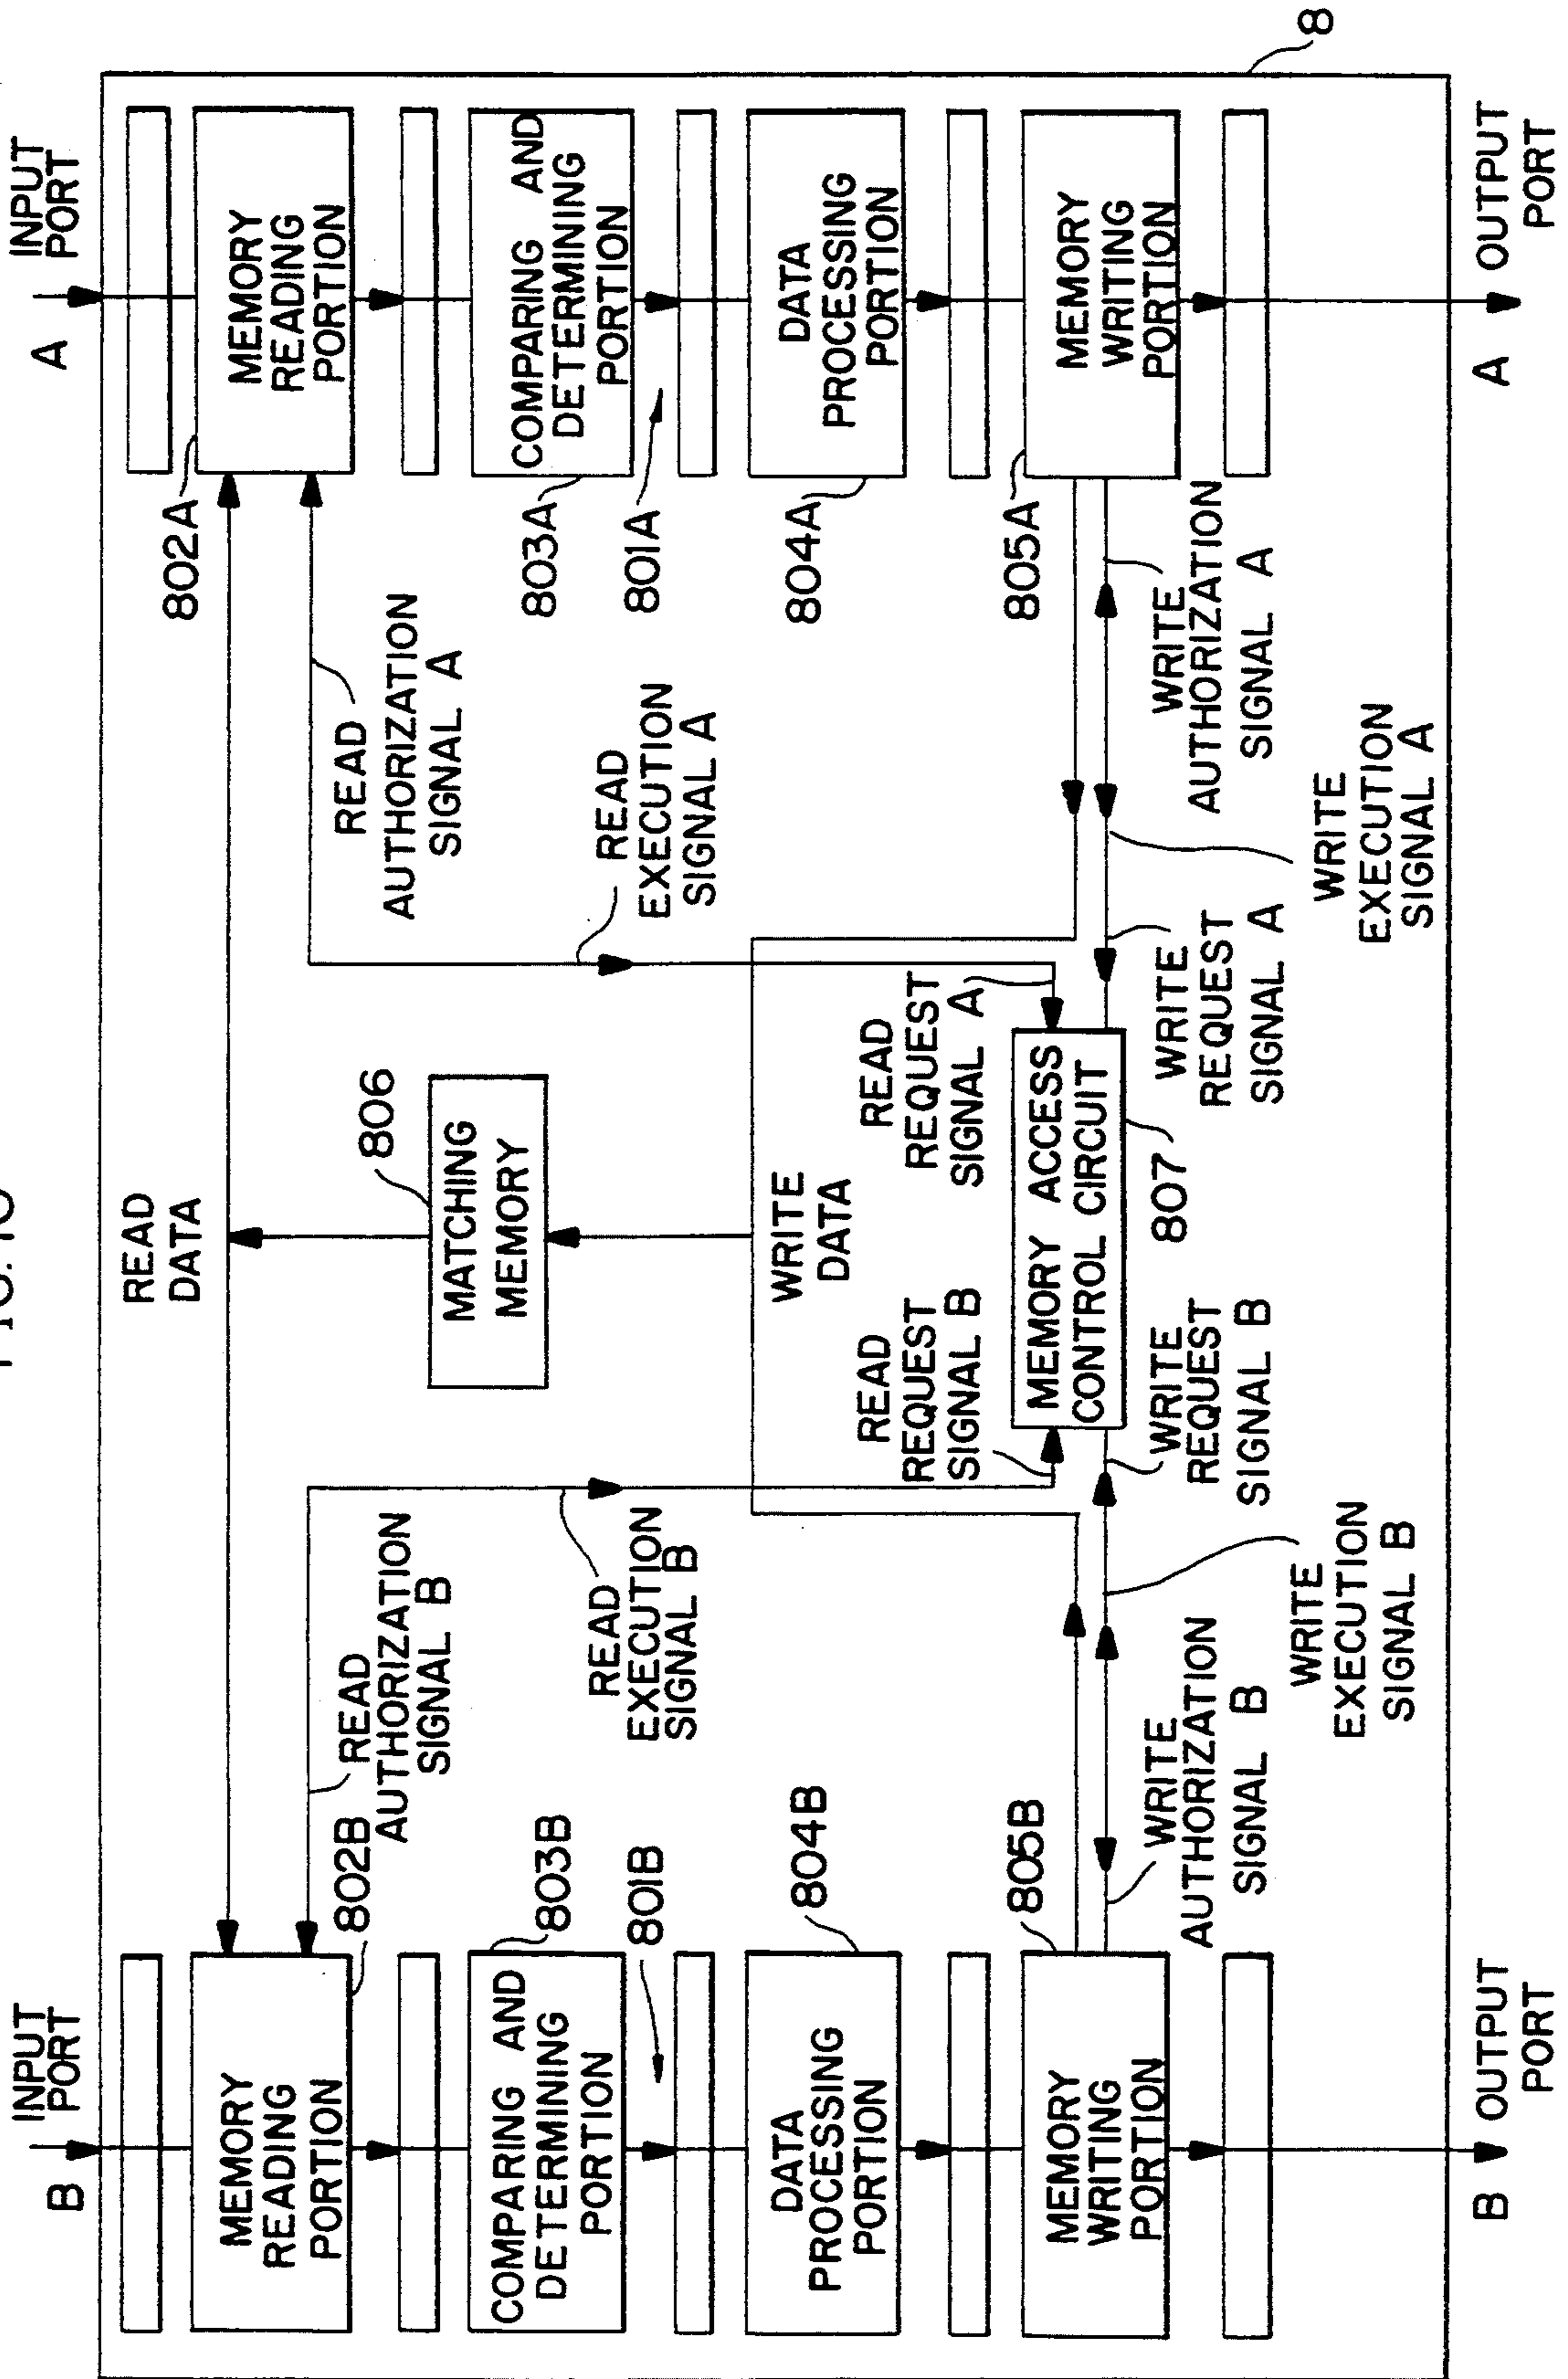 B
INPUT
PORT
INPUT
PORT
A
READ
DATA
MEMORY
READING
PORTION
802B
READ
AUTHORIZATION
SIGNAL B
802A
MEMORY
READING
PORTION
READ
AUTHORIZATION
SIGNAL A
806
MATCHING
MEMORY
COMPARING AND
DETERMINING
PORTION
803B
803A
COMPARING AND
DETERMINING
PORTION
READ
EXECUTION
SIGNAL B
READ
EXECUTION
SIGNAL A
801B
801A
DATA
PROCESSING
PORTION
804B
WRITE
DATA
804A
DATA
PROCESSING
PORTION
READ
REQUEST
SIGNAL B
READ
REQUEST
SIGNAL A
MEMORY
WRITING
PORTION
805B
MEMORY ACCESS
CONTROL CIRCUIT
807
805A
MEMORY
WRITING
PORTION
WRITE
AUTHORIZATION
SIGNAL B
WRITE
REQUEST
SIGNAL B
WRITE
REQUEST
SIGNAL A
WRITE
AUTHORIZATION
SIGNAL A
WRITE
EXECUTION
SIGNAL B
WRITE
EXECUTION
SIGNAL A
8
B
OUTPUT
PORT
A
OUTPUT
PORT